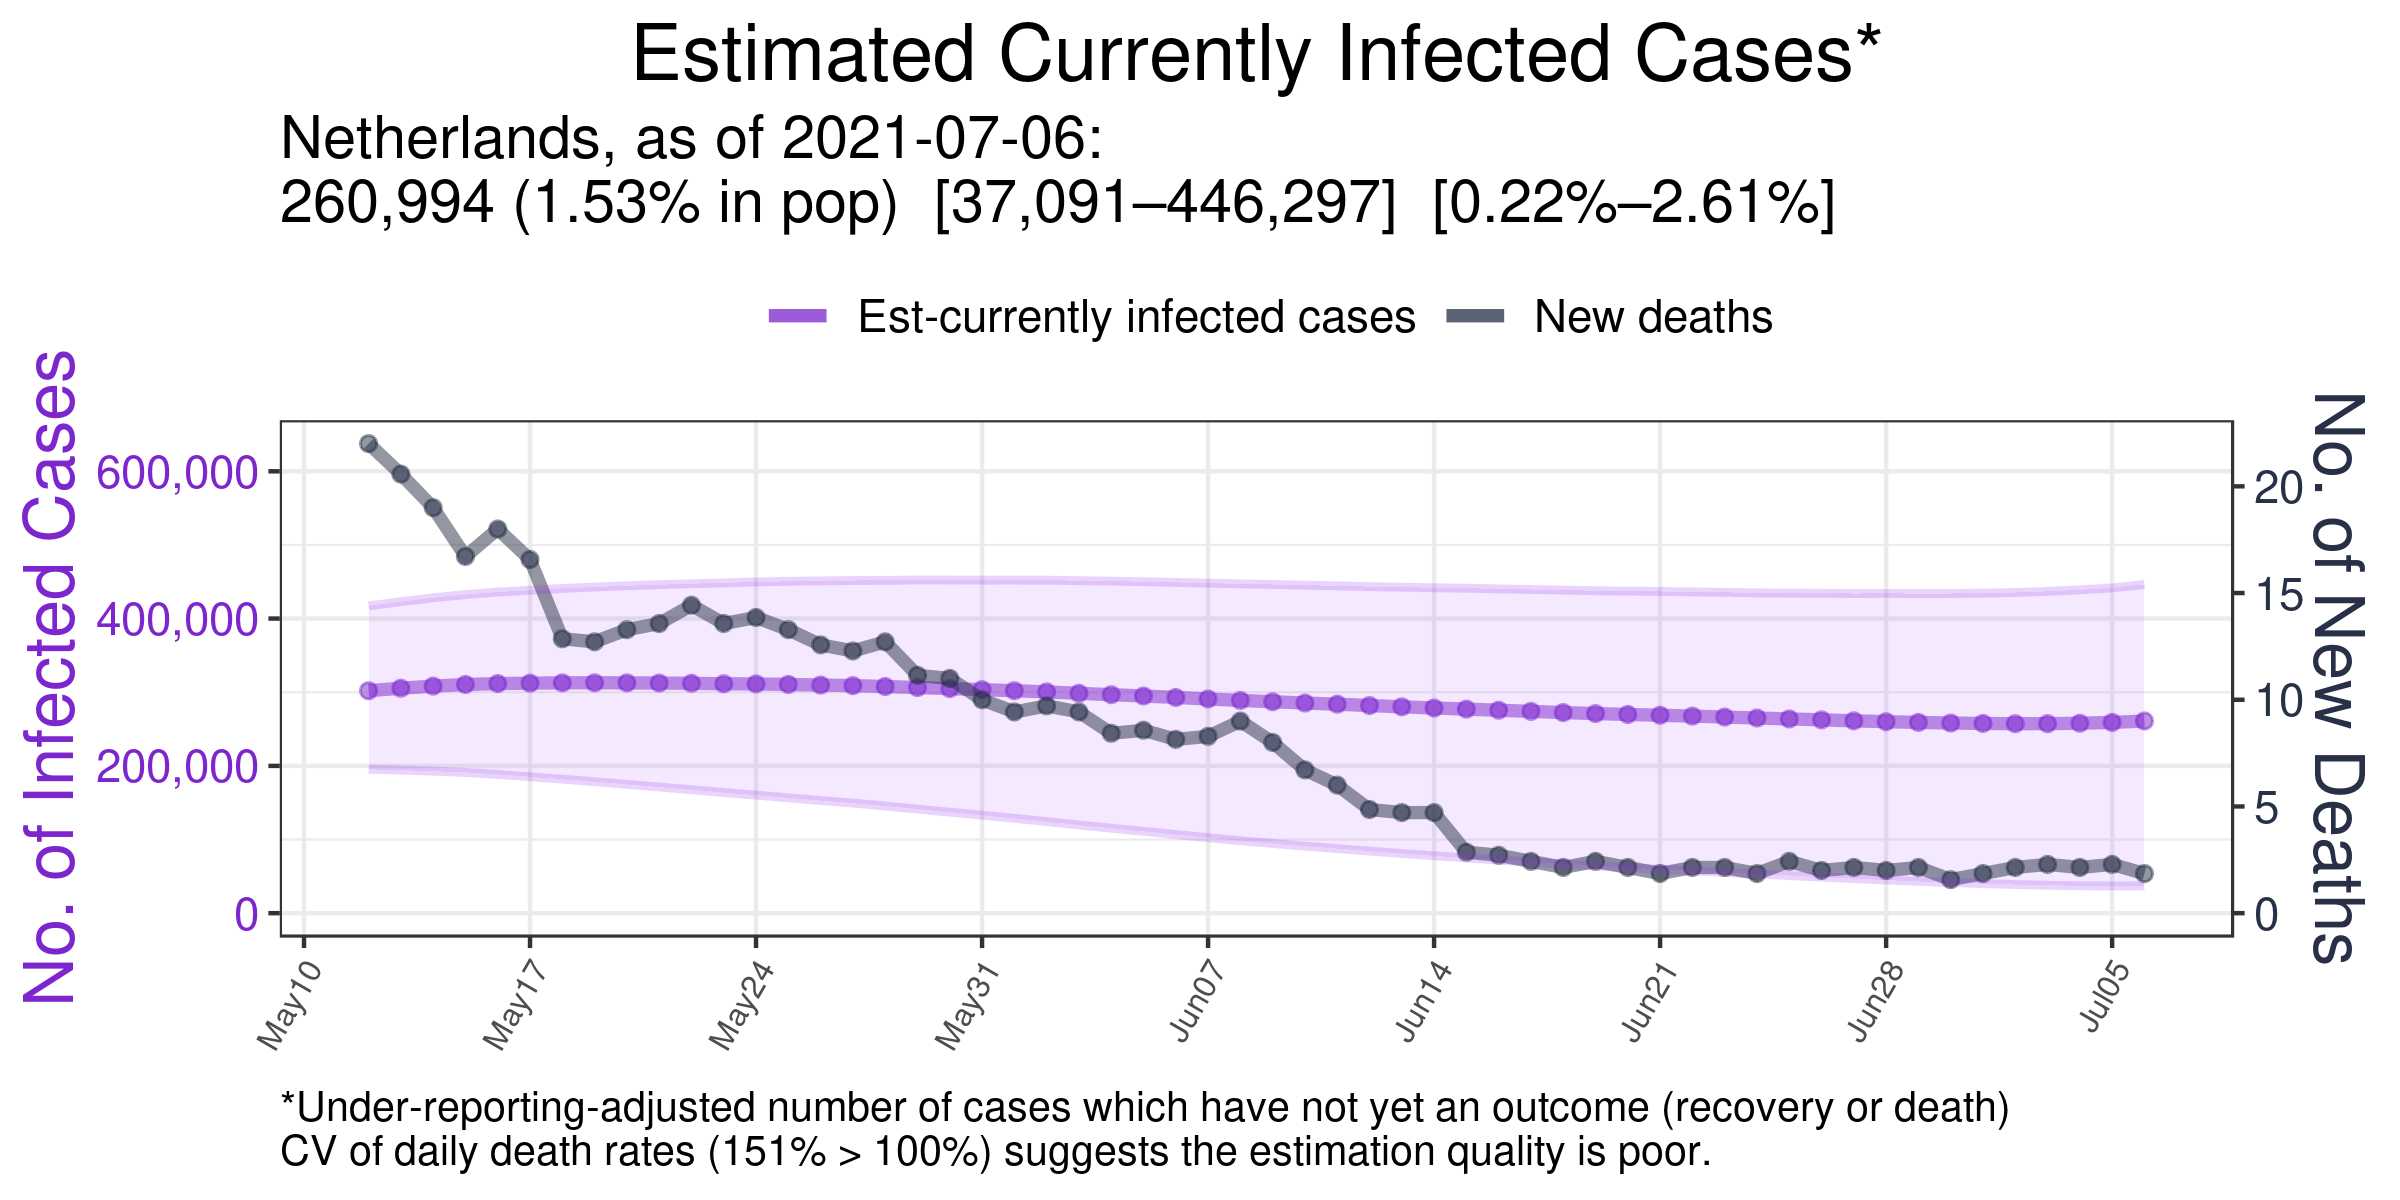 Estimated Currently Infected Cases*
Netherlands, as of 2021-07-06:
260,994 (1.53% in pop)  [37,091–446,297]  [0.22%–2.61%]
Est-currently infected cases
New deaths
No. of Infected Cases
600,000
400,000
200,000
0
No. of New Deaths
20
15
10
5
0
May10
May17
May24
May31
Jun07
Jun14
Jun21
Jun28
Jul05
*Under-reporting-adjusted number of cases which have not yet an outcome (recovery or death)
CV of daily death rates (151% > 100%) suggests the estimation quality is poor.